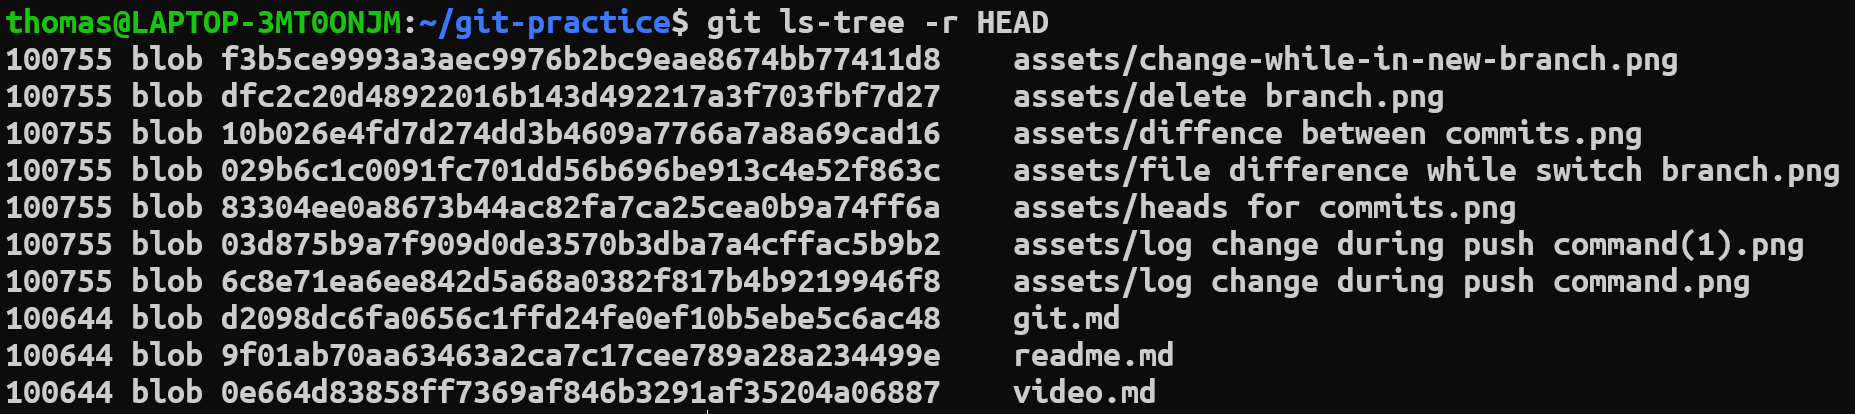 thomas@LAPTOP-3MT0ONJM:~/git-practice$ git ls-tree -r HEAD
100755 blob f3b5ce9993a3aec9976b2bc9eae8674bb77411d8    assets/change-while-in-new-branch.png
100755 blob dfc2c20d48922016b143d492217a3f703fbf7d27    assets/delete branch.png
100755 blob 10b026e4fd7d274dd3b4609a7766a7a8a69cad16    assets/diffence between commits.png
100755 blob 029b6c1c0091fc701dd56b696be913c4e52f863c    assets/file difference while switch branch.png
100755 blob 83304ee0a8673b44ac82fa7ca25cea0b9a74ff6a    assets/heads for commits.png
100755 blob 03d875b9a7f909d0de3570b3dba7a4cffac5b9b2    assets/log change during push command(1).png
100755 blob 6c8e71ea6ee842d5a68a0382f817b4b9219946f8    assets/log change during push command.png
100644 blob d2098dc6fa0656c1ffd24fe0ef10b5ebe5c6ac48    git.md
100644 blob 9f01ab70aa63463a2ca7c17cee789a28a234499e    readme.md
100644 blob 0e664d83858ff7369af846b3291af35204a06887    video.md